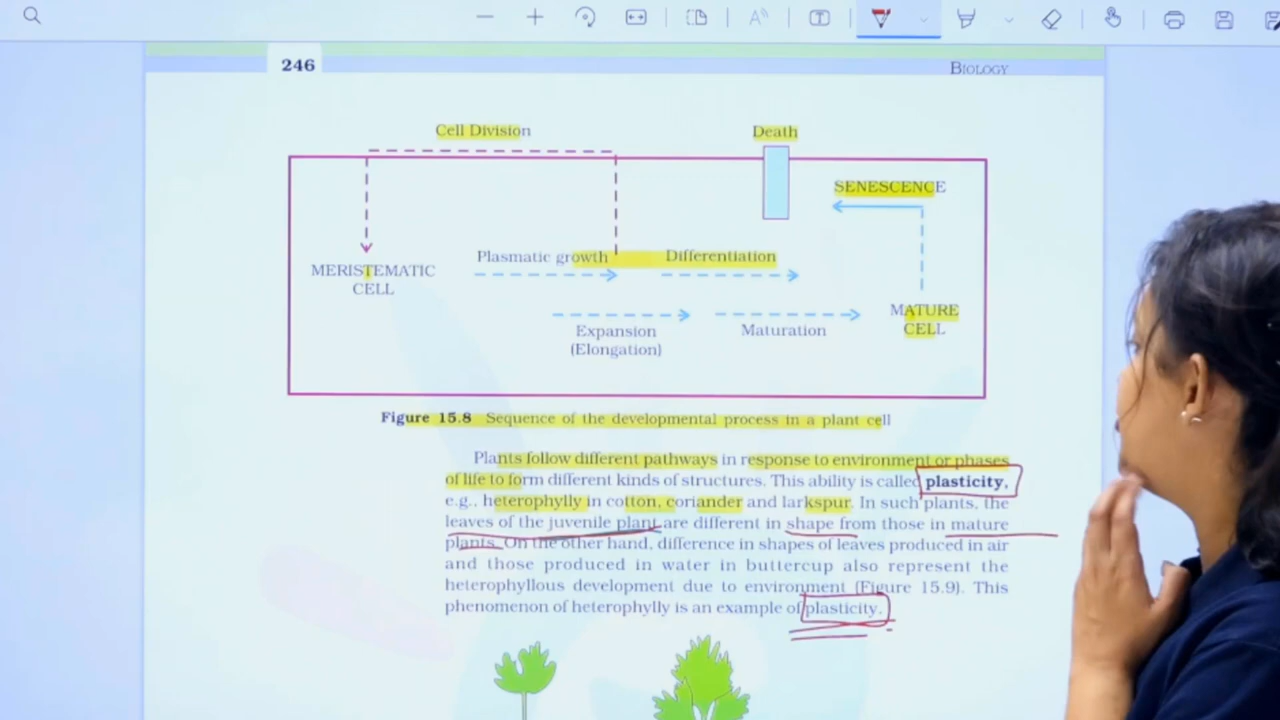 246
BIOLOGY
Cell Division
Death
SENESCENCE
Plasmatic growth
Differentiation
MERISTEMATIC
CELL
MATURE
CELL
Expansion
(Elongation)
Maturation
Figure 15.8 Sequence of the developmental process in a plant cell
Plants follow different pathways in response to environment or phases
of life to form different kinds of structures. This ability is called plasticity,
e.g., heterophylly in cotton, coriander and larkspur. In such plants, the
leaves of the juvenile plant are different in shape from those in mature
plants. On the other hand, difference in shapes of leaves produced in air
and those produced in water in buttercup also represent the
heterophyllous development due to environment (Figure 15.9). This
phenomenon of heterophylly is an example of plasticity.